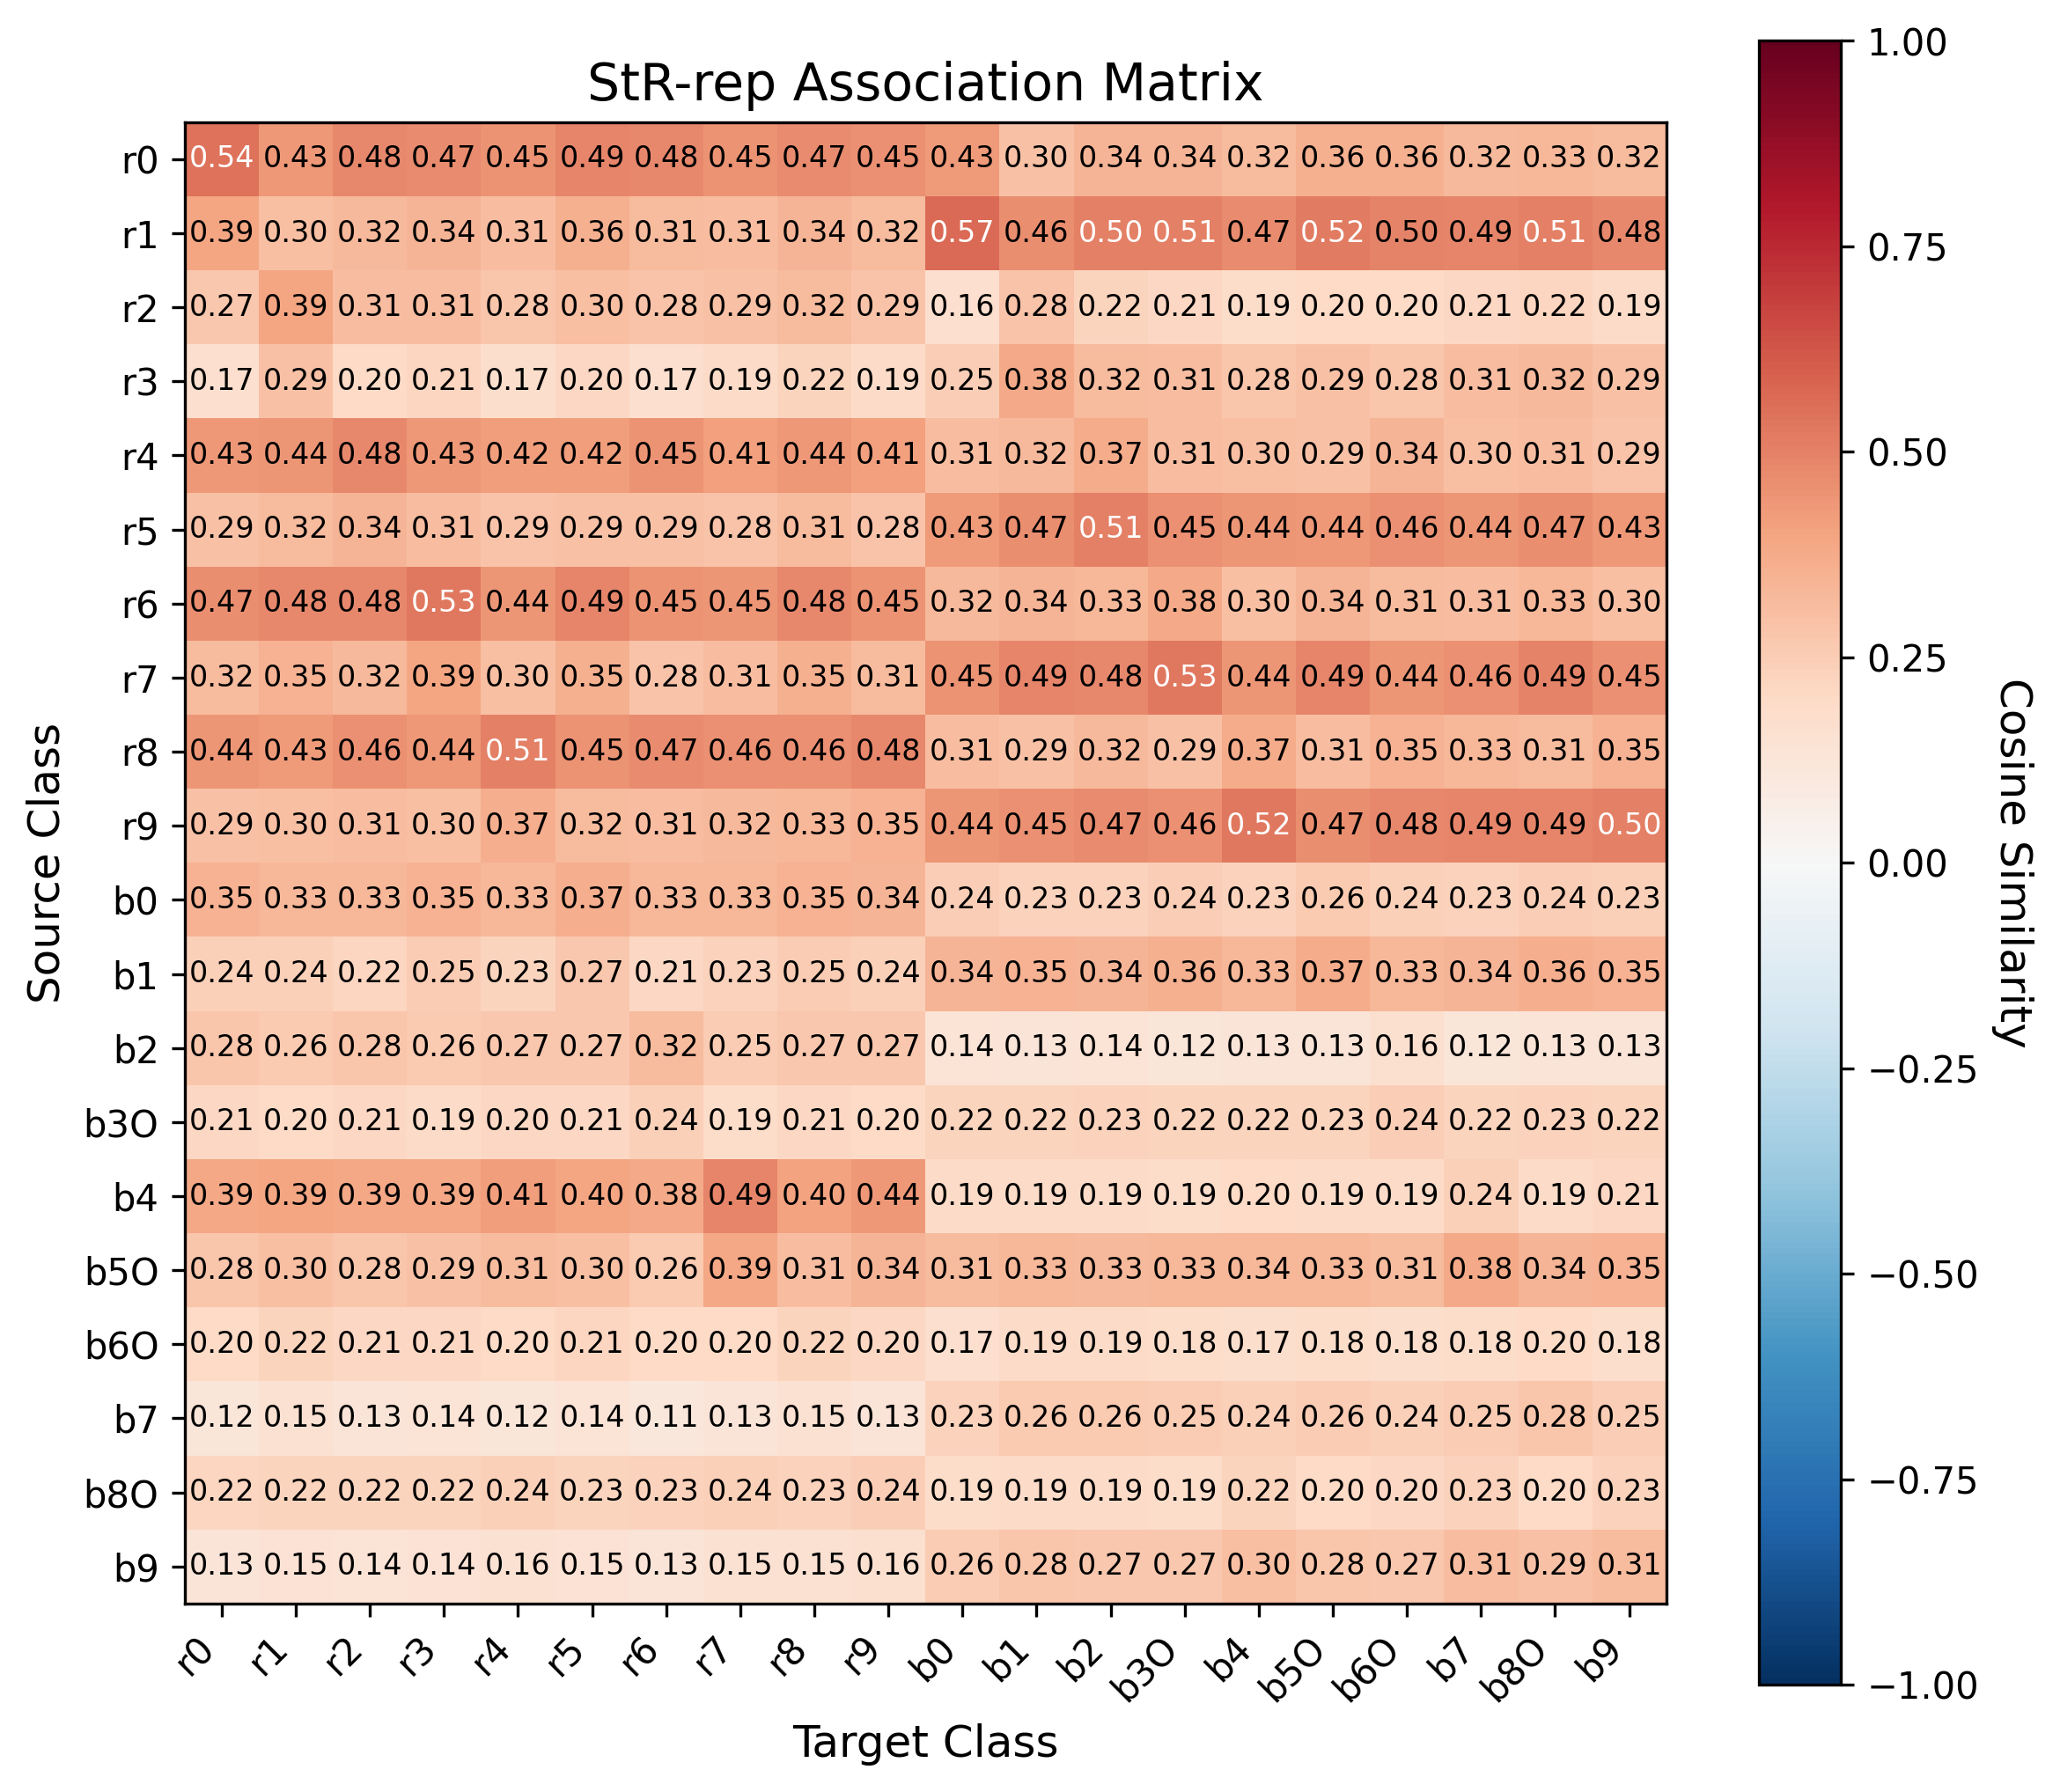 StR-rep Association Matrix
r0 0.54 0.43 0.48 0.47 0.45 0.49 0.48 0.45 0.47 0.45 0.43 0.30 0.34 0.34 0.32 0.36 0.36 0.32 0.33 0.32
r1 0.39 0.30 0.32 0.34 0.31 0.36 0.31 0.31 0.34 0.32 0.57 0.46 0.50 0.51 0.47 0.52 0.50 0.49 0.51 0.48
r2 0.27 0.39 0.31 0.31 0.28 0.30 0.28 0.29 0.32 0.29 0.16 0.28 0.22 0.21 0.19 0.20 0.20 0.21 0.22 0.19
r3 0.17 0.29 0.20 0.21 0.17 0.20 0.17 0.19 0.22 0.19 0.25 0.38 0.32 0.31 0.28 0.29 0.28 0.31 0.32 0.29
r4 0.43 0.44 0.48 0.43 0.42 0.42 0.45 0.41 0.44 0.41 0.31 0.32 0.37 0.31 0.30 0.29 0.34 0.30 0.31 0.29
r5 0.29 0.32 0.34 0.31 0.29 0.29 0.29 0.28 0.31 0.28 0.43 0.47 0.51 0.45 0.44 0.44 0.46 0.44 0.47 0.43
r6 0.47 0.48 0.48 0.53 0.44 0.49 0.45 0.45 0.48 0.45 0.32 0.34 0.33 0.38 0.30 0.34 0.31 0.31 0.33 0.30
r7 0.32 0.35 0.32 0.39 0.30 0.35 0.28 0.31 0.35 0.31 0.45 0.49 0.48 0.53 0.44 0.49 0.44 0.46 0.49 0.45
r8 0.44 0.43 0.46 0.44 0.51 0.45 0.47 0.46 0.46 0.48 0.31 0.29 0.32 0.29 0.37 0.31 0.35 0.33 0.31 0.35
r9 0.29 0.30 0.31 0.30 0.37 0.32 0.31 0.32 0.33 0.35 0.44 0.45 0.47 0.46 0.52 0.47 0.48 0.49 0.49 0.50
b0 0.35 0.33 0.33 0.35 0.33 0.37 0.33 0.33 0.35 0.34 0.24 0.23 0.23 0.24 0.23 0.26 0.24 0.23 0.24 0.23
b1 0.24 0.24 0.22 0.25 0.23 0.27 0.21 0.23 0.25 0.24 0.34 0.35 0.34 0.36 0.33 0.37 0.33 0.34 0.36 0.35
b2 0.28 0.26 0.28 0.26 0.27 0.27 0.32 0.25 0.27 0.27 0.14 0.13 0.14 0.12 0.13 0.13 0.16 0.12 0.13 0.13
b3O 0.21 0.20 0.21 0.19 0.20 0.21 0.24 0.19 0.21 0.20 0.22 0.22 0.23 0.22 0.22 0.23 0.24 0.22 0.23 0.22
b4 0.39 0.39 0.39 0.39 0.41 0.40 0.38 0.49 0.40 0.44 0.19 0.19 0.19 0.19 0.20 0.19 0.19 0.24 0.19 0.21
b5O 0.28 0.30 0.28 0.29 0.31 0.30 0.26 0.39 0.31 0.34 0.31 0.33 0.33 0.33 0.34 0.33 0.31 0.38 0.34 0.35
b6O 0.20 0.22 0.21 0.21 0.20 0.21 0.20 0.20 0.22 0.20 0.17 0.19 0.19 0.18 0.17 0.18 0.18 0.18 0.20 0.18
b7 0.12 0.15 0.13 0.14 0.12 0.14 0.11 0.13 0.15 0.13 0.23 0.26 0.26 0.25 0.24 0.26 0.24 0.25 0.28 0.25
b8O 0.22 0.22 0.22 0.22 0.24 0.23 0.23 0.24 0.23 0.24 0.19 0.19 0.19 0.19 0.22 0.20 0.20 0.23 0.20 0.23
b9 0.13 0.15 0.14 0.14 0.16 0.15 0.13 0.15 0.15 0.16 0.26 0.28 0.27 0.27 0.30 0.28 0.27 0.31 0.29 0.31
r0 r1 r2 r3 r4 r5 r6 r7 r8 r9 b0 b1 b2 b3O b4 b5O b6O b7 b8O b9
Target Class
Source Class
1.00
0.75
0.50
0.25
0.00
−0.25
−0.50
−0.75
−1.00
Cosine Similarity